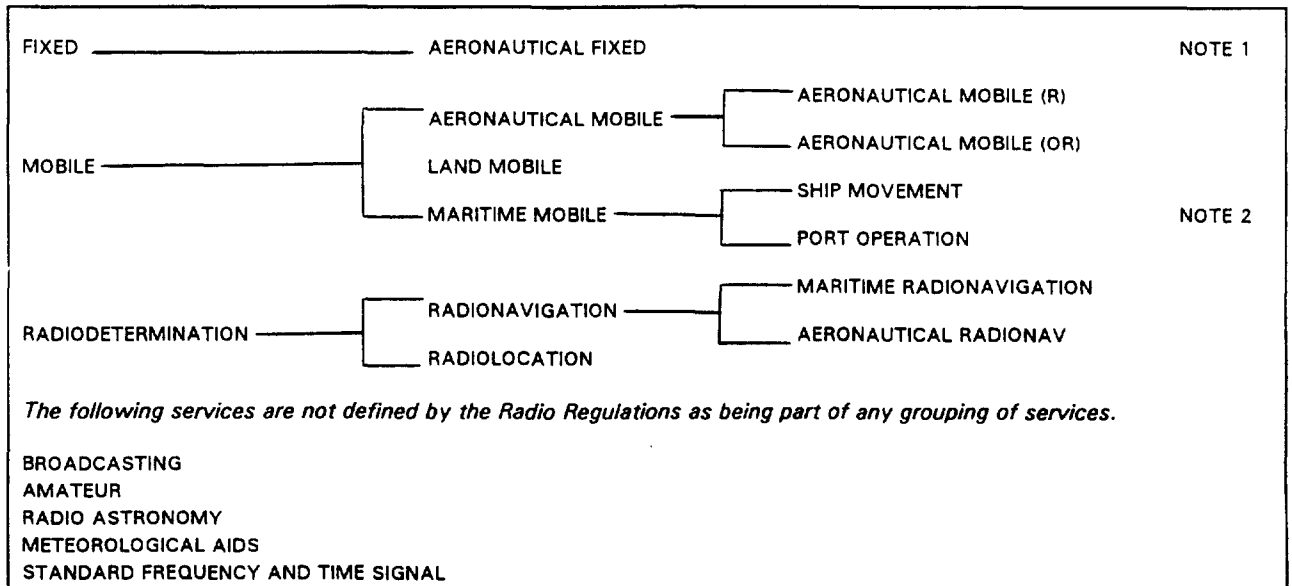 FIXED AERONAUTICAL FIXED NOTE 1
AERONAUTICAL MOBILE (R)
AERONAUTICAL MOBILE
AERONAUTICAL MOBILE (OR)
MOBILE LAND MOBILE
SHIP MOVEMENT
MARITIME MOBILE NOTE 2
PORT OPERATION
MARITIME RADIONAVIGATION
RADIONAVIGATION
RADIODETERMINATION AERONAUTICAL RADIONAV
RADIOLOCATION
The following services are not defined by the Radio Regulations as being part of any grouping of services.
BROADCASTING
AMATEUR
RADIO ASTRONOMY
METEOROLOGICAL AIDS
STANDARD FREQUENCY AND TIME SIGNAL